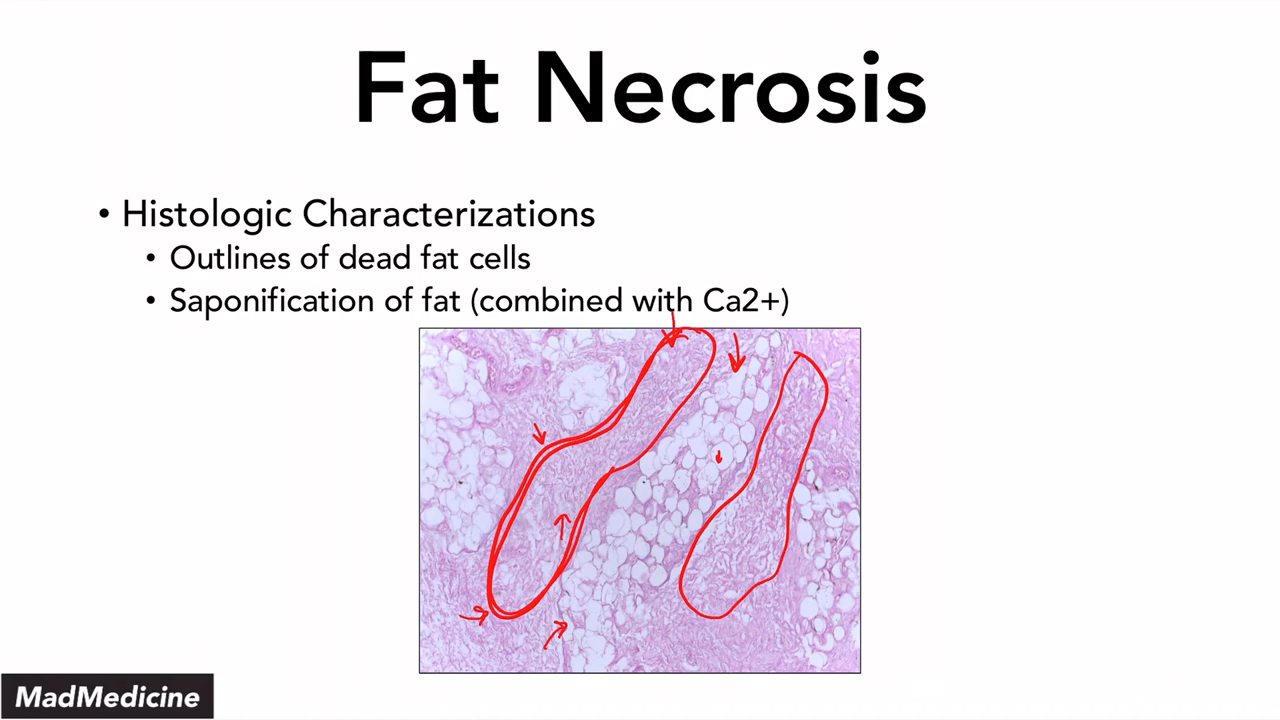 Fat Necrosis
• Histologic Characterizations
• Outlines of dead fat cells
• Saponification of fat (combined with Ca2+)
MadMedicine